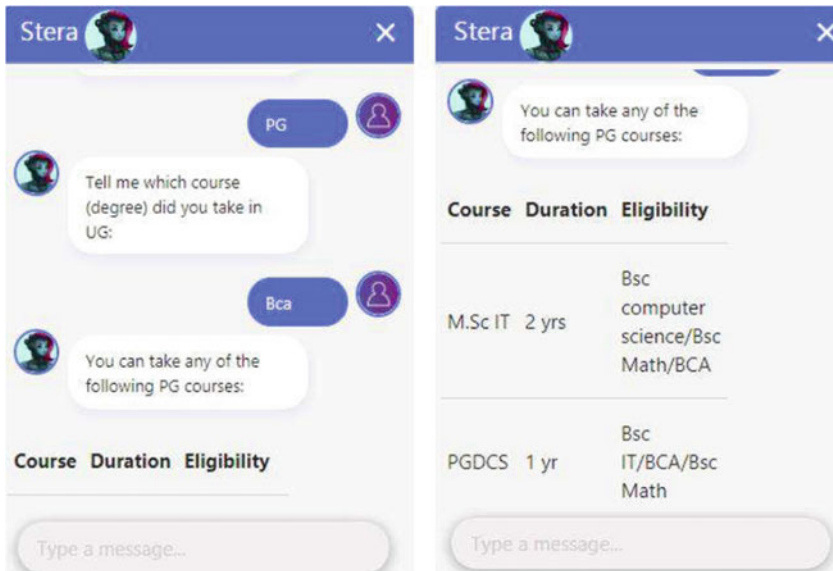 Stera
PG
Tell me which course
(degree) did you take in
UG:
Bca
You can take any of the
following PG courses:
Course Duration Eligibility
Type a message...
Stera
You can take any of the
following PG courses:
Course Duration Eligibility
Bsc
computer
M.Sc IT 2 yrs science/Bsc
Math/BCA
Bsc
PGDCS 1 yr IT/BCA/Bsc
Math
Type a message...